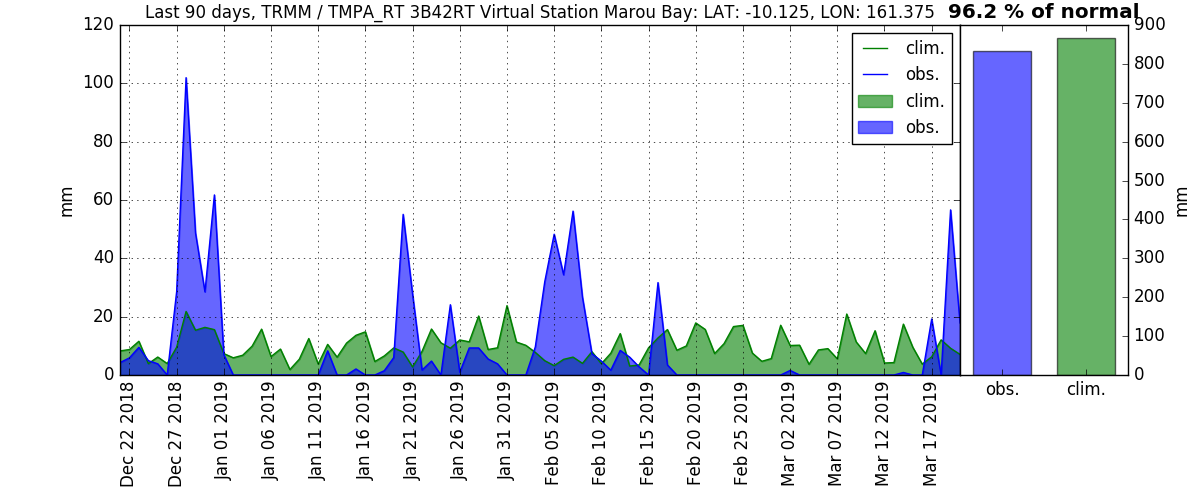 Last 90 days, TRMM / TMPA_RT 3B42RT Virtual Station Marou Bay: LAT: -10.125, LON: 161.375 96.2 % of normal
120
100
80
60
40
20
0
mm
clim.
obs.
clim.
obs.
900
800
700
600
500
400
300
200
100
0
mm
Dec 22 2018
Dec 27 2018
Jan 01 2019
Jan 06 2019
Jan 11 2019
Jan 16 2019
Jan 21 2019
Jan 26 2019
Jan 31 2019
Feb 05 2019
Feb 10 2019
Feb 15 2019
Feb 20 2019
Feb 25 2019
Mar 02 2019
Mar 07 2019
Mar 12 2019
Mar 17 2019
obs.
clim.